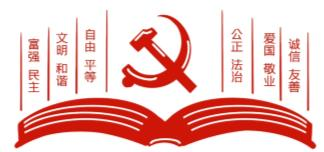 富强 民主
文明 和谐
自由 平等
公正 法治
爱国 敬业
诚信 友善